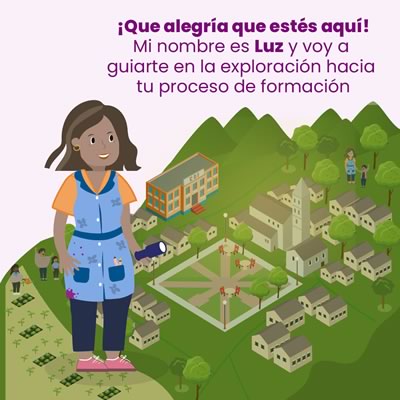 ¡Que alegría que estés aquí!
Mi nombre es Luz y voy a
guiarte en la exploración hacia
tu proceso de formación